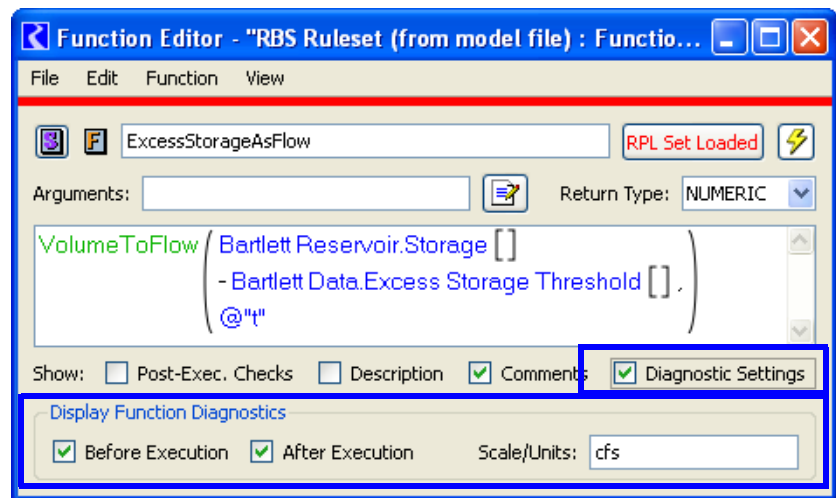 Function Editor - "RBS Ruleset (from model file) : Functio...
File Edit Function View
S F ExcessStorageAsFlow RPL Set Loaded
Arguments: Return Type: NUMERIC
VolumeToFlow ( Bartlett Reservoir.Storage []
- Bartlett Data.Excess Storage Threshold [] ,
@"t" )
Show: Post-Exec. Checks Description Comments Diagnostic Settings
Display Function Diagnostics
Before Execution After Execution Scale/Units: cfs